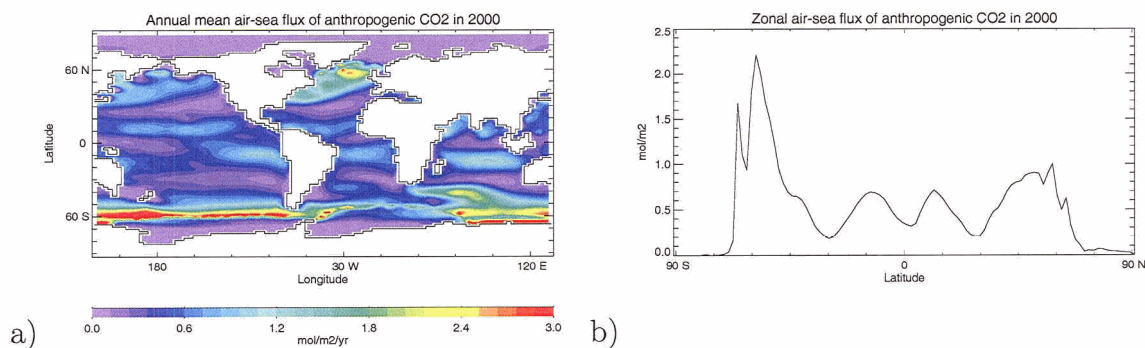 Annual mean air-sea flux of anthropogenic CO2 in 2000
Latitude
60 N
0
60 S
180
30 W
120 E
Longitude
0.0
0.6
1.2
1.8
2.4
3.0
mol/m2/yr
a)
Zonal air-sea flux of anthropogenic CO2 in 2000
mol/m2
2.5
2.0
1.5
1.0
0.5
0.0
90 S
0
90 N
Latitude
b)